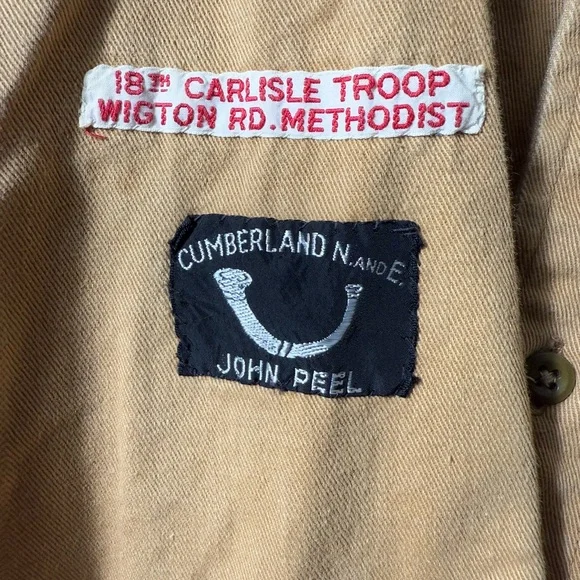 18TH CARLISLE TROOP
WIGTON RD. METHODIST
CUMBERLAND N. AND E.
JOHN PEEL